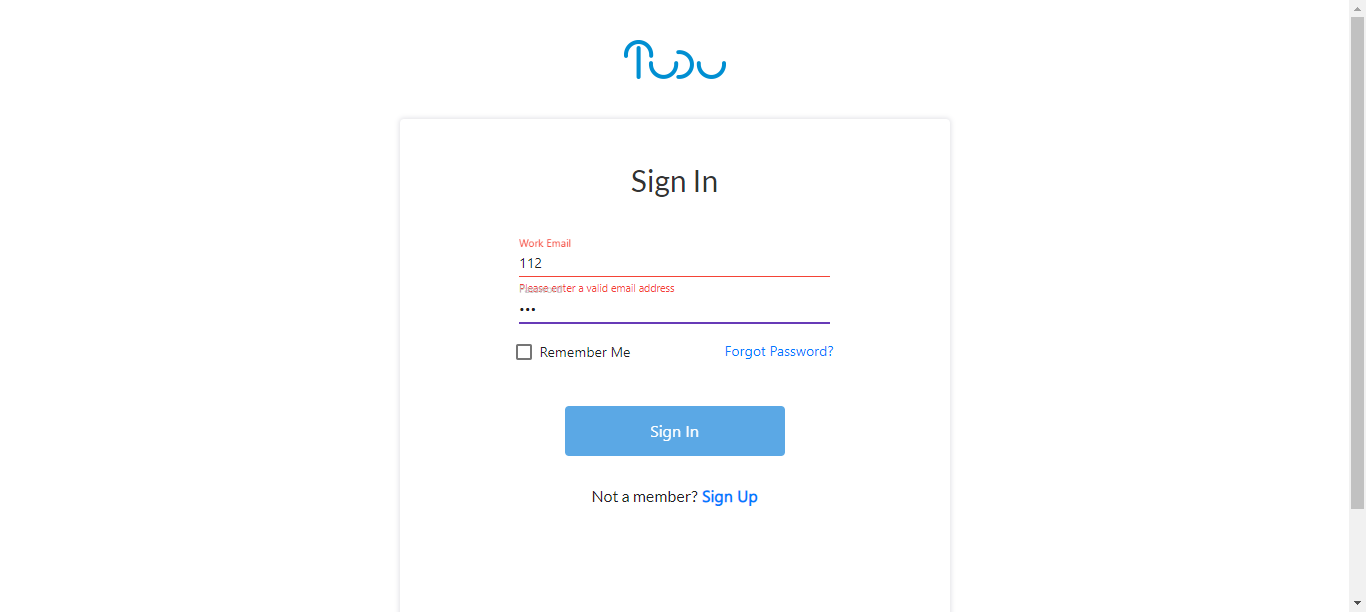 TUDU
Sign In
Work Email
112
Please enter a valid email address
Password
•••
Remember Me
Forgot Password?
Sign In
Not a member? Sign Up